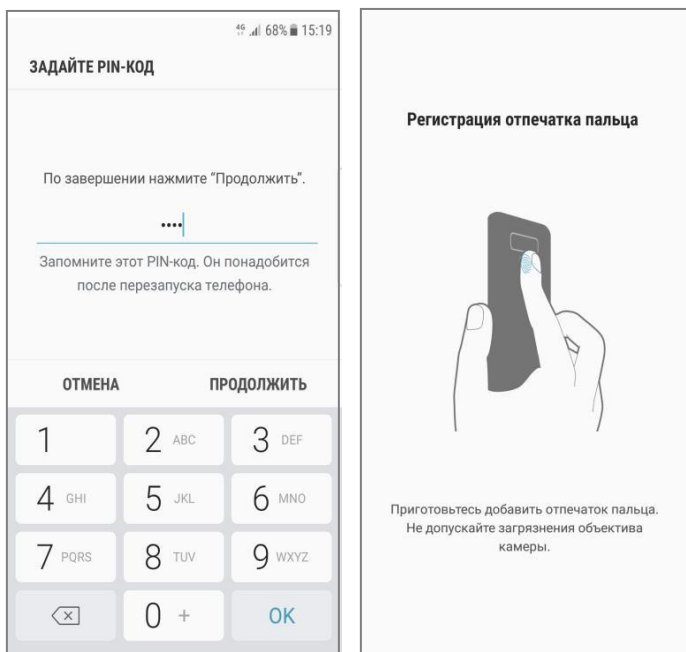 4G 68% 15:19
ЗАДАЙТЕ PIN-КОД
По завершении нажмите "Продолжить".
••••
Запомните этот PIN-код. Он понадобится
после перезапуска телефона.
ОТМЕНА ПРОДОЛЖИТЬ
1 2 ABC 3 DEF
4 GHI 5 JKL 6 MNO
7 PQRS 8 TUV 9 WXYZ
0 + OK
Регистрация отпечатка пальца
Приготовьтесь добавить отпечаток пальца.
Не допускайте загрязнения объектива
камеры.